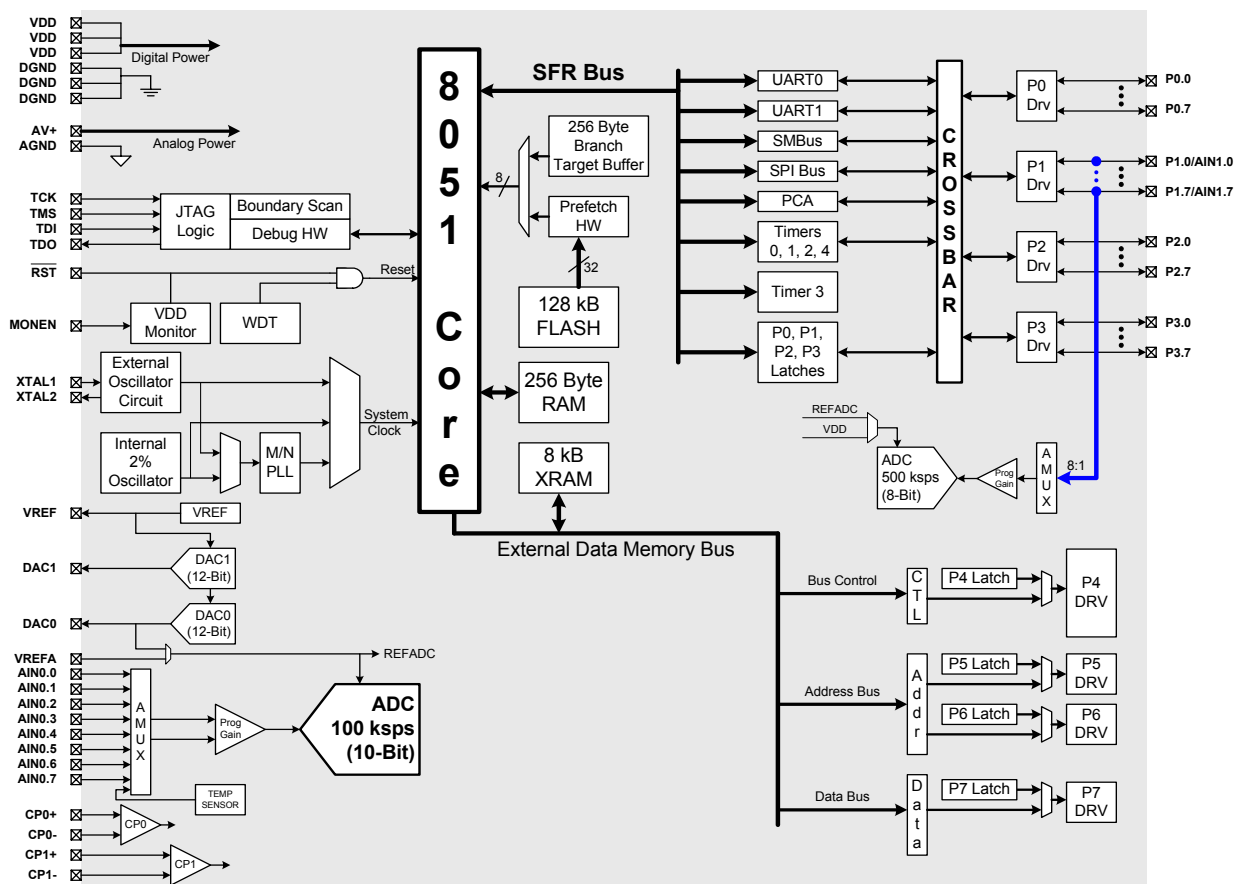 VDD
VDD
VDD
DGND
DGND
DGND
Digital Power
AV+
AGND
Analog Power
TCK
TMS
TDI
TDO
JTAG
Logic
Boundary Scan
Debug HW
RST
MONEN
VDD
Monitor
WDT
Reset
XTAL1
XTAL2
External
Oscillator
Circuit
Internal
2%
Oscillator
M/N
PLL
System
Clock
VREF
VREF
DAC1
DAC1
(12-Bit)
DAC0
DAC0
(12-Bit)
VREFA
REFADC
AIN0.0
AIN0.1
AIN0.2
AIN0.3
AIN0.4
AIN0.5
AIN0.6
AIN0.7
AMUX
Prog
Gain
ADC
100 ksps
(10-Bit)
TEMP
SENSOR
CP0+
CP0-
CP0
CP1+
CP1-
CP1
8051 Core
SFR Bus
8
256 Byte
Branch
Target Buffer
Prefetch
HW
32
128 kB
FLASH
256 Byte
RAM
8 kB
XRAM
External Data Memory Bus
UART0
UART1
SMBus
SPI Bus
PCA
Timers
0, 1, 2, 4
Timer 3
P0, P1,
P2, P3
Latches
CROSSBAR
P0
Drv
P0.0
P0.7
P1
Drv
P1.0/AIN1.0
P1.7/AIN1.7
P2
Drv
P2.0
P2.7
P3
Drv
P3.0
P3.7
REFADC
VDD
ADC
500 ksps
(8-Bit)
Prog
Gain
AMUX
8:1
Bus Control
CTL
P4 Latch
P4
DRV
Address Bus
Addr
P5 Latch
P5
DRV
P6 Latch
P6
DRV
Data Bus
Data
P7 Latch
P7
DRV